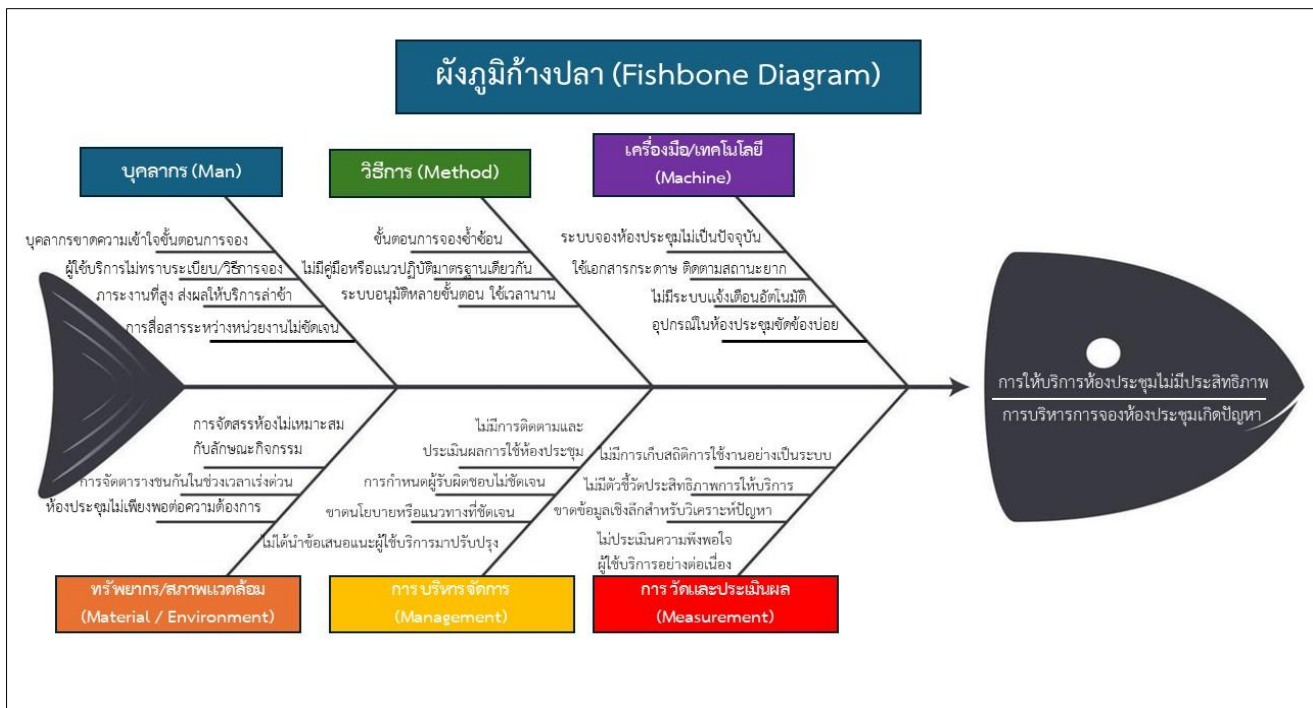 ผังภูมิก้างปลา (Fishbone Diagram)
บุคลากร (Man)
วิธีการ (Method)
เครื่องมือ/เทคโนโลยี
(Machine)
บุคลากรขาดความเข้าใจขั้นตอนการจอง
ผู้ใช้บริการไม่ทราบระเบียบ/วิธีการจอง
ภาระงานที่สูง ส่งผลให้บริการล่าช้า
การสื่อสารระหว่างหน่วยงานไม่ชัดเจน
ขั้นตอนการจองซ้ำซ้อน
ไม่มีคู่มือหรือแนวปฏิบัติมาตรฐานเดียวกัน
ระบบอนุมัติหลายขั้นตอน ใช้เวลานาน
ระบบจองห้องประชุมไม่เป็นปัจจุบัน
ใช้เอกสารกระดาษ ติดตามสถานะยาก
ไม่มีระบบแจ้งเตือนอัตโนมัติ
อุปกรณ์ในห้องประชุมขัดข้องบ่อย
การให้บริการห้องประชุมไม่มีประสิทธิภาพ
การบริหารการจองห้องประชุมเกิดปัญหา
การจัดสรรห้องไม่เหมาะสม
กับลักษณะกิจกรรม
การจัดตารางชนกันในช่วงเวลาเร่งด่วน
ห้องประชุมไม่เพียงพอต่อความต้องการ
ไม่มีการติดตามและ
ประเมินผลการใช้ห้องประชุม
การกำหนดผู้รับผิดชอบไม่ชัดเจน
ขาดนโยบายหรือแนวทางที่ชัดเจน
ไม่ได้นำข้อเสนอแนะผู้ใช้บริการมาปรับปรุง
ไม่มีการเก็บสถิติการใช้งานอย่างเป็นระบบ
ไม่มีตัวชี้วัดประสิทธิภาพการให้บริการ
ขาดข้อมูลเชิงลึกสำหรับวิเคราะห์ปัญหา
ไม่ประเมินความพึงพอใจ
ผู้ใช้บริการอย่างต่อเนื่อง
ทรัพยากร/สภาพแวดล้อม
(Material / Environment)
การบริหารจัดการ
(Management)
การวัดและประเมินผล
(Measurement)